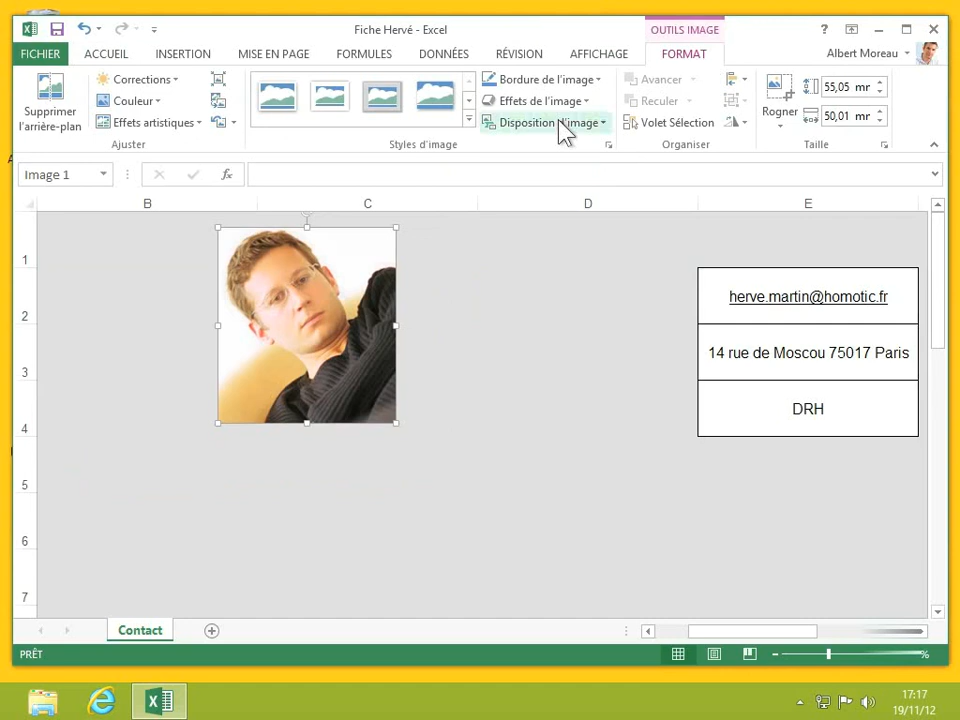 Fiche Hervé - Excel
OUTILS IMAGE
?
FICHIER
ACCUEIL
INSERTION
MISE EN PAGE
FORMULES
DONNÉES
RÉVISION
AFFICHAGE
FORMAT
Albert Moreau
Supprimer
l'arrière-plan
Corrections
Couleur
Effets artistiques
Ajuster
Styles d'image
Bordure de l'image
Effets de l'image
Disposition d'image
Avancer
Reculer
Volet Sélection
Organiser
Rogner
55,05 mr
50,01 mr
Taille
Image 1
fx
B
C
D
E
1
2
3
4
5
6
7
herve.martin@homotic.fr
14 rue de Moscou 75017 Paris
DRH
Contact
PRÊT
%
17:17
19/11/12